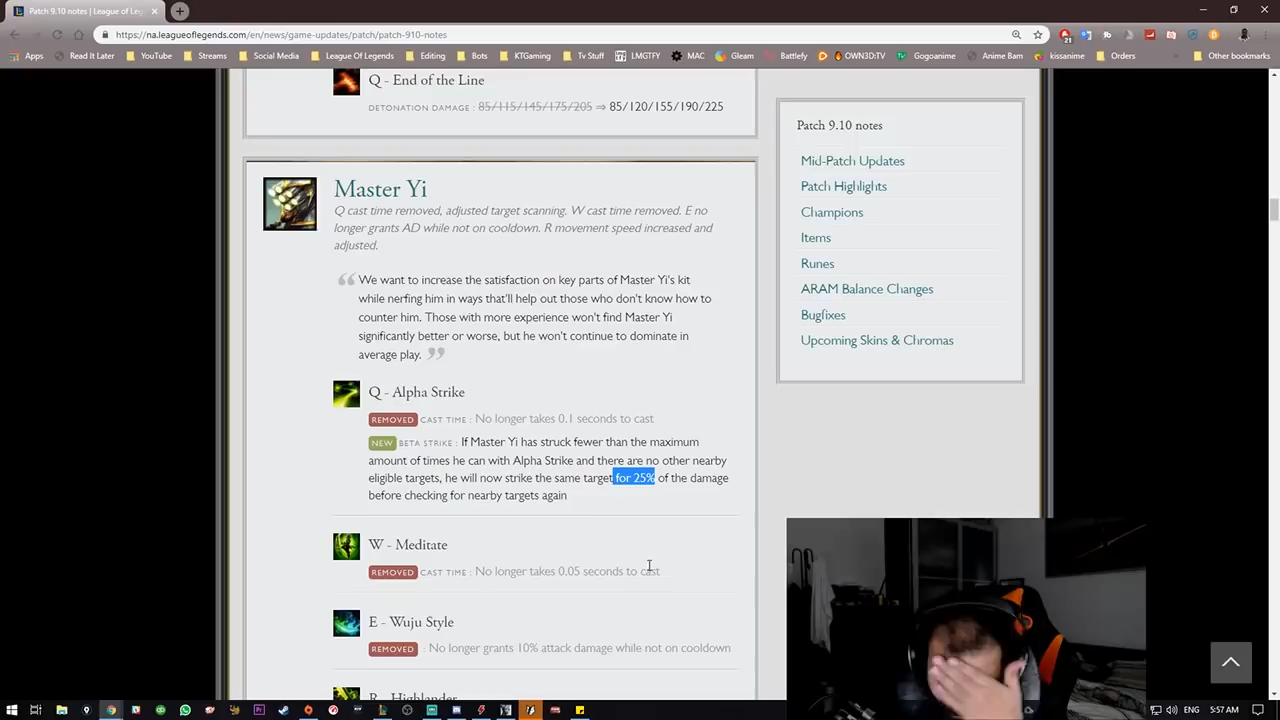 Patch 9.10 notes | League of Leg
https://na.leagueoflegends.com/en/news/game-updates/patch/patch-910-notes
21
Apps Read It Later YouTube Streams Social Media League Of Legends Editing Bots KTGaming Tv Stuff LMGTFY MAC Gleam Battlefy OWN3D:TV Gogoanime Anime Bam kissanime Orders Other bookmarks
Q - End of the Line
DETONATION DAMAGE : 85/115/145/175/205 ⇒ 85/120/155/190/225
Master Yi
Q cast time removed, adjusted target scanning. W cast time removed. E no
longer grants AD while not on cooldown. R movement speed increased and
adjusted.
We want to increase the satisfaction on key parts of Master Yi's kit
while nerfing him in ways that'll help out those who don't know how to
counter him. Those with more experience won't find Master Yi
significantly better or worse, but he won't continue to dominate in
average play.
Q - Alpha Strike
REMOVED CAST TIME : No longer takes 0.1 seconds to cast
NEW BETA STRIKE : If Master Yi has struck fewer than the maximum
amount of times he can with Alpha Strike and there are no other nearby
eligible targets, he will now strike the same target for 25% of the damage
before checking for nearby targets again
W - Meditate
REMOVED CAST TIME : No longer takes 0.05 seconds to cast
E - Wuju Style
REMOVED : No longer grants 10% attack damage while not on cooldown
R - Highlander
Patch 9.10 notes
Mid-Patch Updates
Patch Highlights
Champions
Items
Runes
ARAM Balance Changes
Bugfixes
Upcoming Skins & Chromas
ENG 5:57 AM